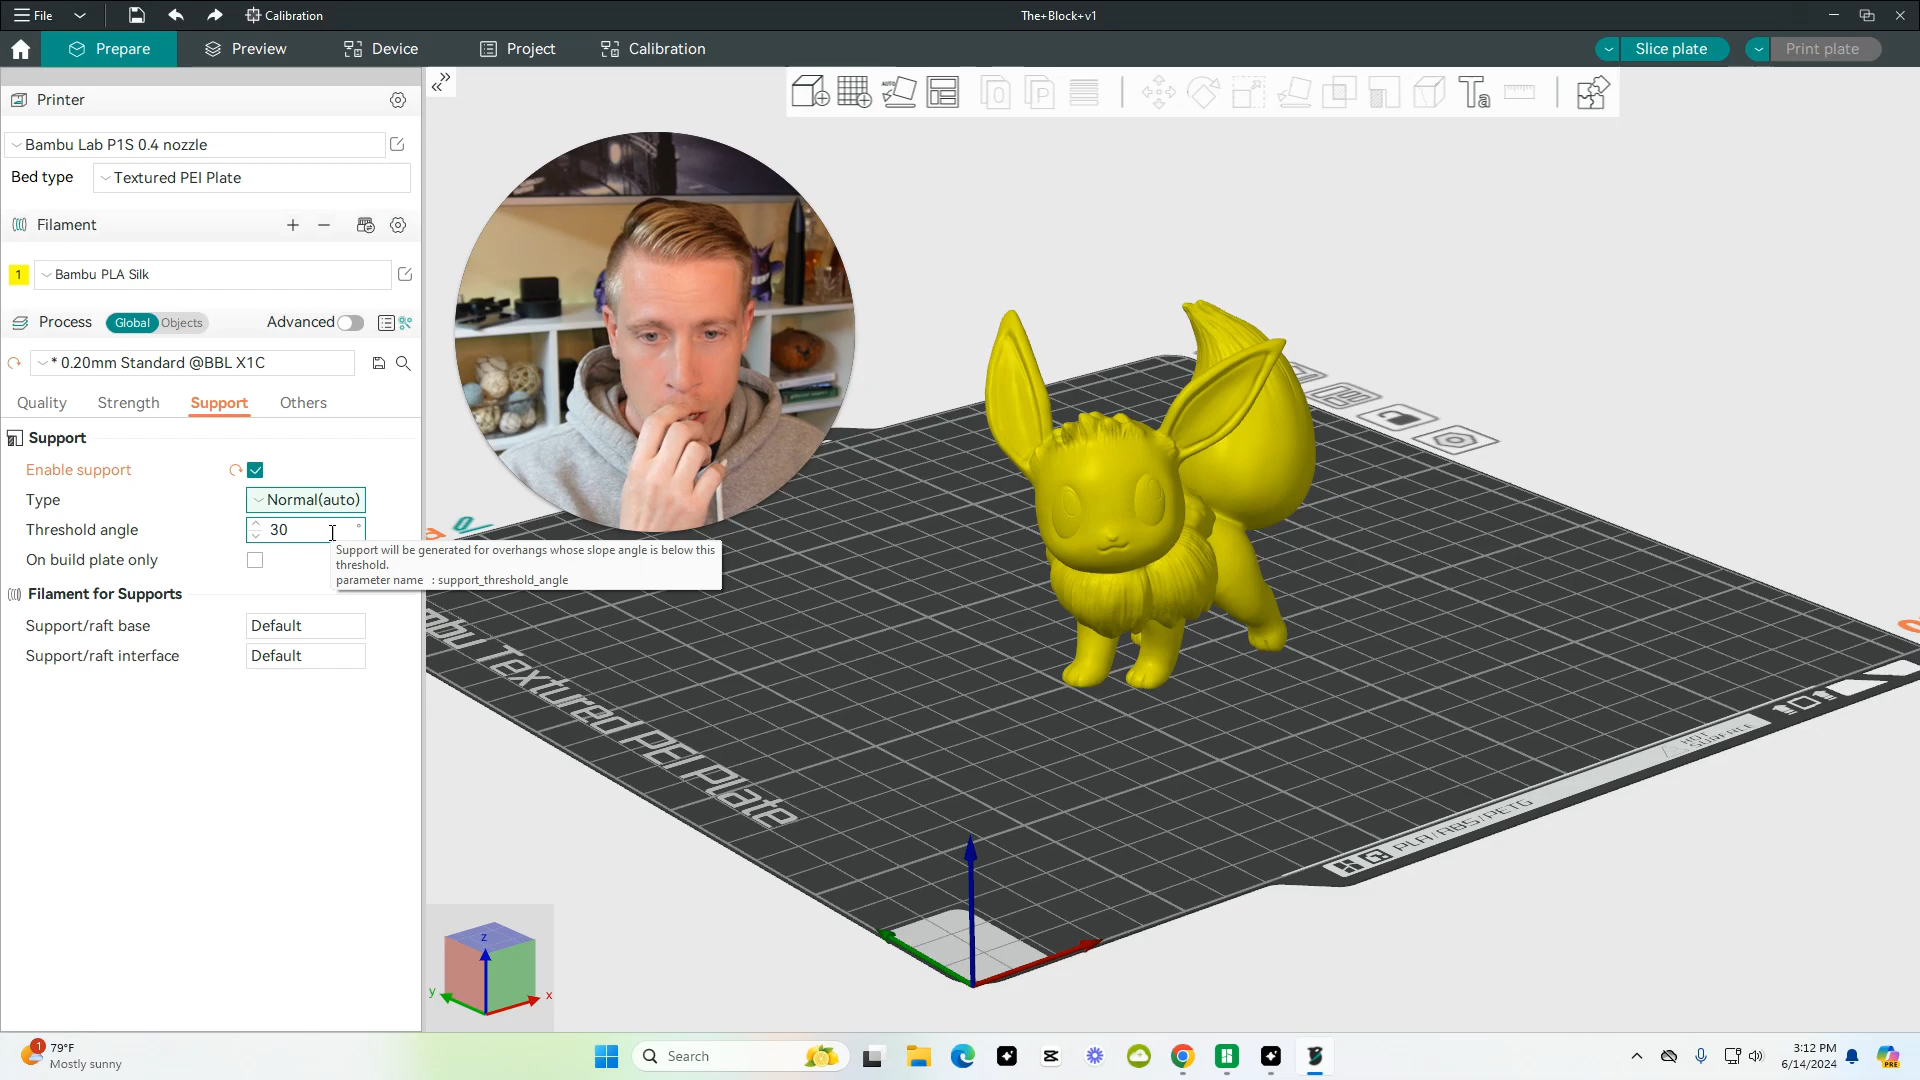 File
Calibration
The+Block+v1
Prepare
Preview
Device
Project
Calibration
Slice plate
Print plate
Printer
Bambu Lab P1S 0.4 nozzle
Bed type
Textured PEI Plate
Filament
1
Bambu PLA Silk
Process
Global
Objects
Advanced
* 0.20mm Standard @BBL X1C
Quality
Strength
Support
Others
Support
Enable support
Type
Normal(auto)
Threshold angle
30
°
On build plate only
Support will be generated for overhangs whose slope angle is below this
threshold.
parameter name : support_threshold_angle
Filament for Supports
Support/raft base
Default
Support/raft interface
Default
mbu Textured PEI Plate
HOT
SURFACE
PLA/ABS/PETG
z
y
x
1
79°F
Mostly sunny
Search
3:12 PM
6/14/2024
PRE